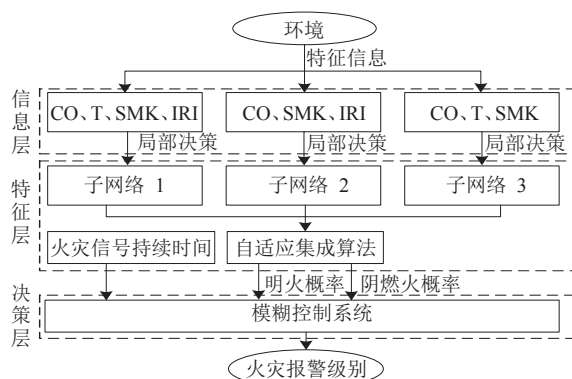 环境
特征信息
信息层
CO、T、SMK、IRI
CO、SMK、IRI
CO、T、SMK
局部决策
局部决策
局部决策
特征层
子网络 1
子网络 2
子网络 3
火灾信号持续时间
自适应集成算法
明火概率
阴燃火概率
决策层
模糊控制系统
火灾报警级别